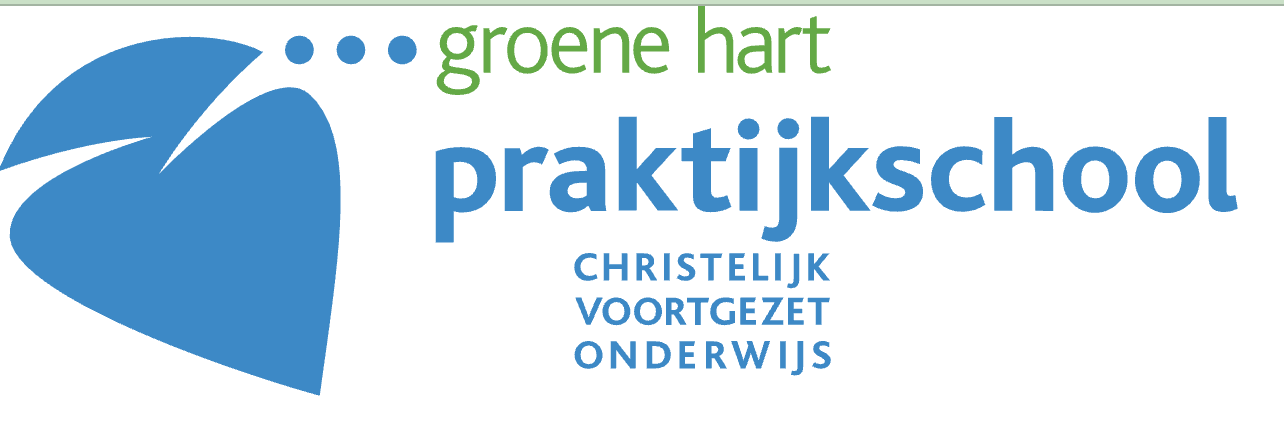 groene hart
praktijkschool
CHRISTELIJK
VOORTGEZET
ONDERWIJS